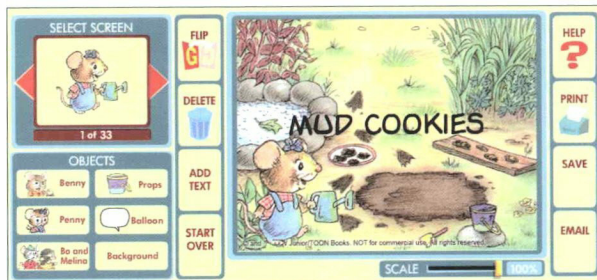 SELECT SCREEN
1 of 33
OBJECTS
Benny
Props
Penny
Balloon
Bo and
Melina
Background
FLIP
DELETE
ADD
TEXT
START
OVER
MUD COOKIES
Junior/TOON Books. NOT for commercial use. All rights reserved.
SCALE
100%
HELP
?
PRINT
SAVE
EMAIL